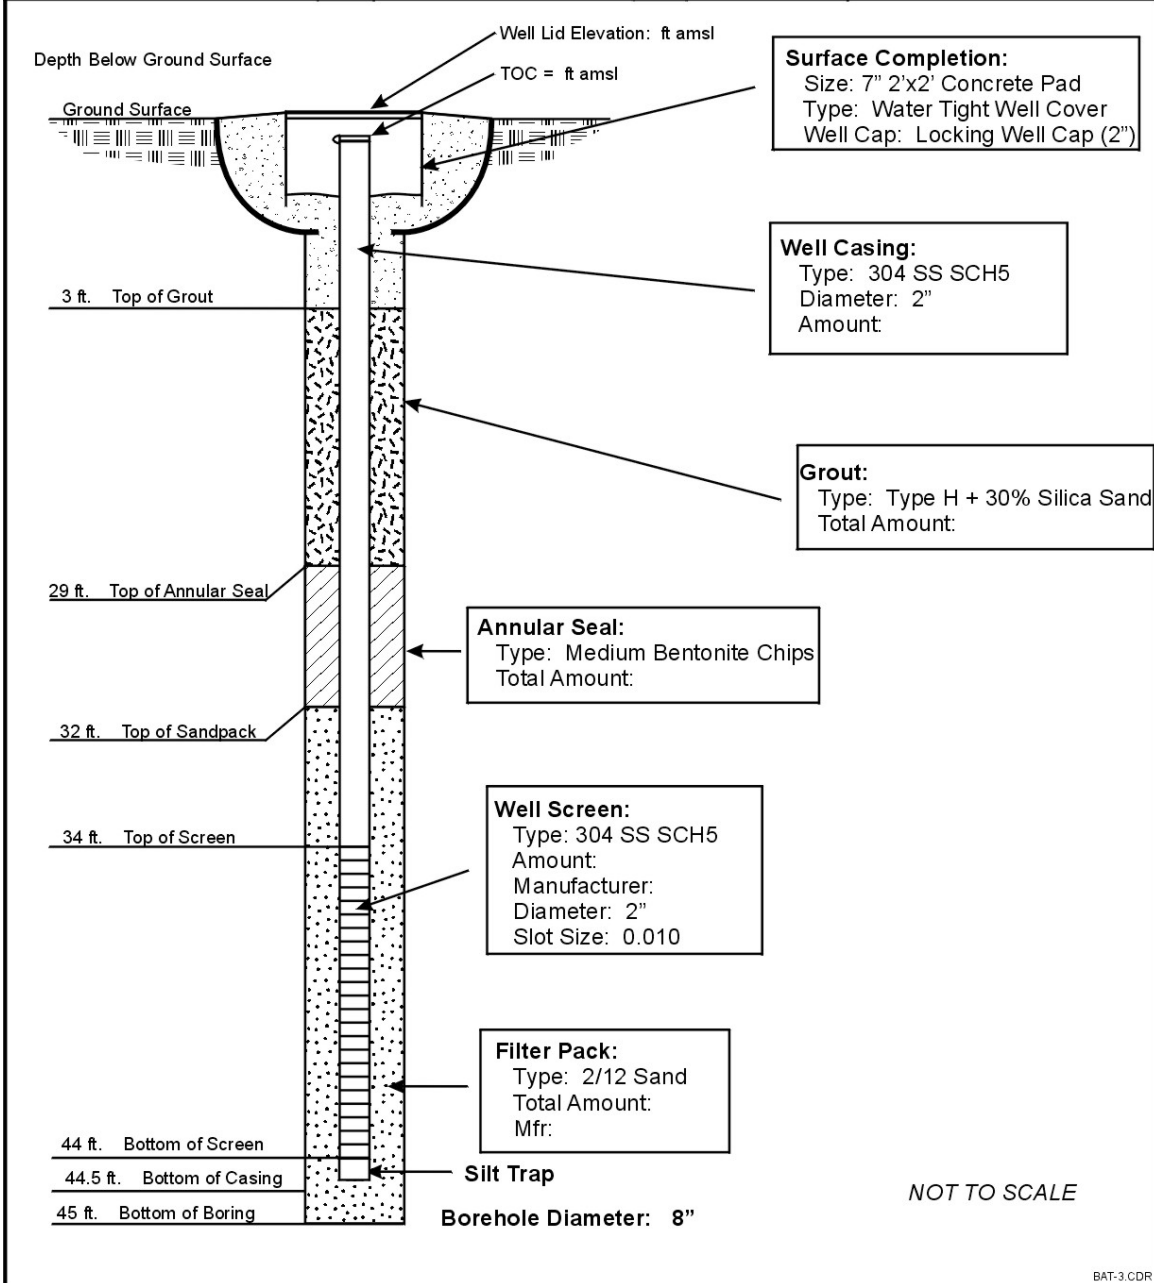 Well Lid Elevation: ft amsl
Depth Below Ground Surface
TOC = ft amsl
Ground Surface
Surface Completion:
Size: 7” 2’x2’ Concrete Pad
Type: Water Tight Well Cover
Well Cap: Locking Well Cap (2”)
Well Casing:
Type: 304 SS SCH5
Diameter: 2”
Amount:
3 ft. Top of Grout
Grout:
Type: Type H + 30% Silica Sand
Total Amount:
29 ft. Top of Annular Seal
Annular Seal:
Type: Medium Bentonite Chips
Total Amount:
32 ft. Top of Sandpack
34 ft. Top of Screen
Well Screen:
Type: 304 SS SCH5
Amount:
Manufacturer:
Diameter: 2”
Slot Size: 0.010
Filter Pack:
Type: 2/12 Sand
Total Amount:
Mfr:
44 ft. Bottom of Screen
Silt Trap
44.5 ft. Bottom of Casing
45 ft. Bottom of Boring
Borehole Diameter: 8”
NOT TO SCALE
BAT-3.CDR